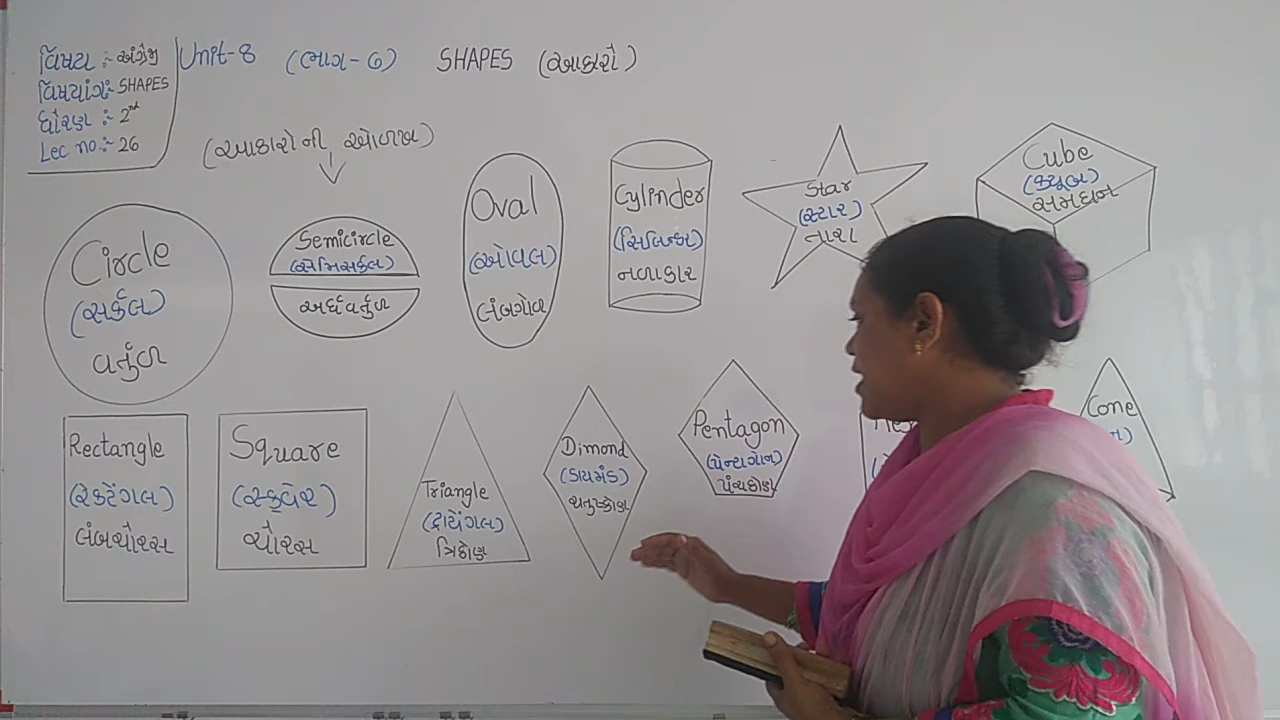 વિષય :- અંગ્રેજી
વિષયાંગ:- SHAPES
ધોરણ :- 2nd
Lec no.:- 26
Unit-8 (ભાગ-૭) SHAPES (આકારો)
(આકારોની ઓળખ)
Circle
(સર્કલ)
વર્તુળ
Semicircle
(સેમિસર્કલ)
અર્ધવર્તુળ
Oval
(ઓવલ)
લંબગોળ
Cylinder
(સિલિન્ડર)
નળાકાર
Star
(સ્ટાર)
તારા
Cube
(ક્યૂબ)
સમઘન
Rectangle
(રેક્ટેંગલ)
લંબચોરસ
Square
(સ્કવેર)
ચોરસ
Triangle
(ટ્રાયેંગલ)
ત્રિકોણ
Dimond
(ડાયમંડ)
ચતુષ્કોણ
Pentagon
(પેન્ટાગોન)
પંચકોણ
Cone